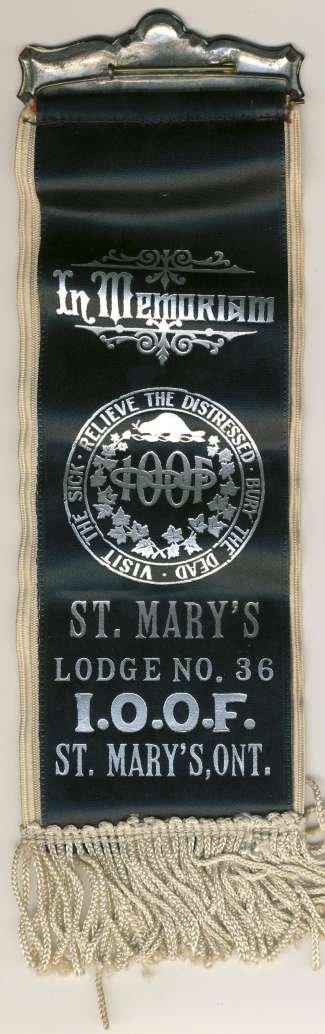 In Memoriam
VISIT THE SICK · RELIEVE THE DISTRESSED · BURY THE DEAD ·
IOOF
ST. MARY'S
LODGE NO. 36
I.O.O.F.
ST. MARY'S, ONT.